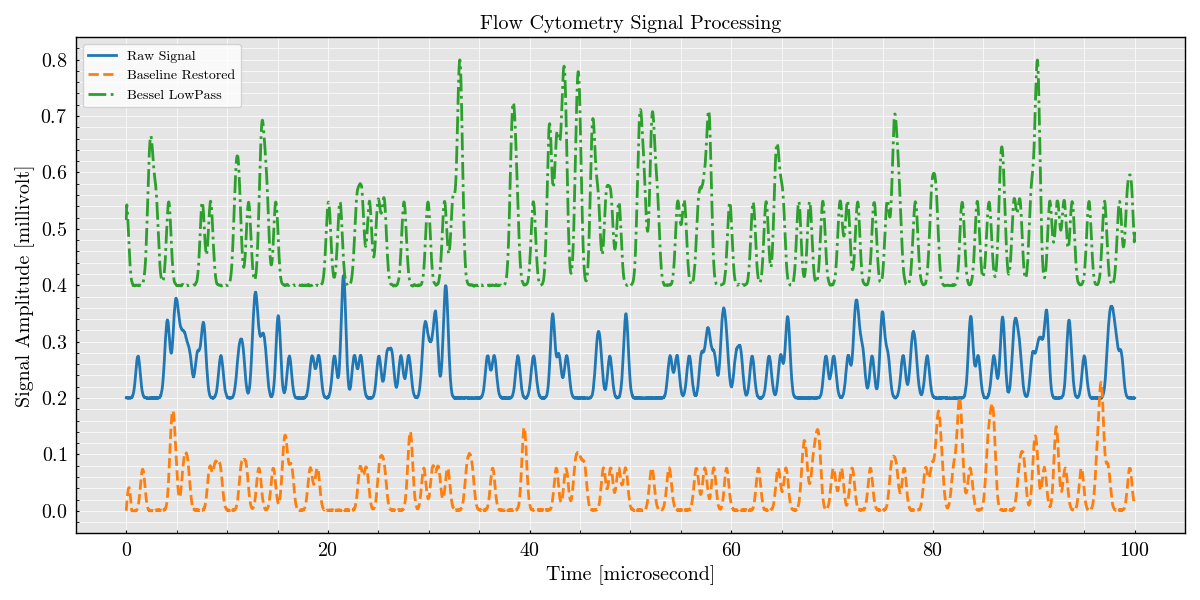 Flow Cytometry Signal Processing
Raw Signal
Baseline Restored
Bessel LowPass
Signal Amplitude [millivolt]
0.8
0.7
0.6
0.5
0.4
0.3
0.2
0.1
0.0
0 20 40 60 80 100
Time [microsecond]